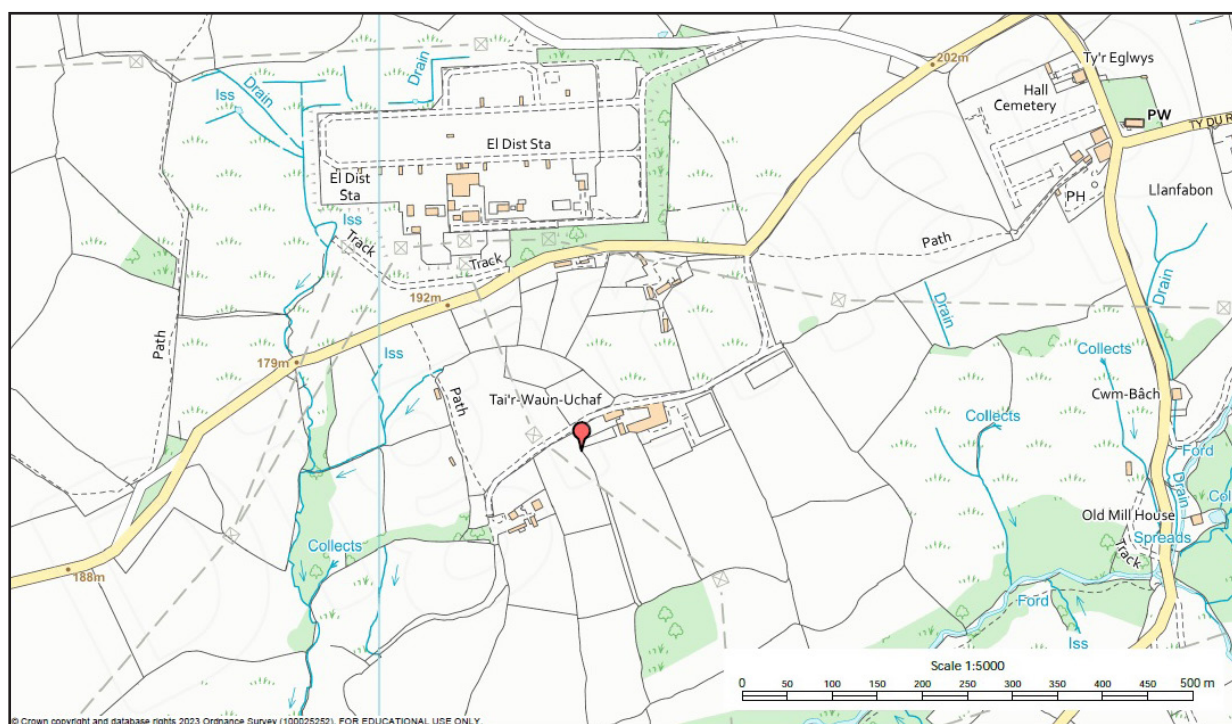 Ty'r Eglwys
202m
Drain
Drain
Iss
Hall
Cemetery
PW
TY DU R
El Dist Sta
El Dist
Sta
PH
Llanfabon
Iss
Track
Path
Track
192m
Drain
Drain
Path
179m
Iss
Collects
Path
Tai'r-Waun-Uchaf
Cwm-Bâch
Collects
Ford
Drain
Col
Old Mill House
Spreads
Track
Collects
188m
Ford
Iss
Scale 1:5000
0 50 100 150 200 250 300 350 400 450 500 m
© Crown copyright and database rights 2023 Ordnance Survey (100025252). FOR EDUCATIONAL USE ONLY.